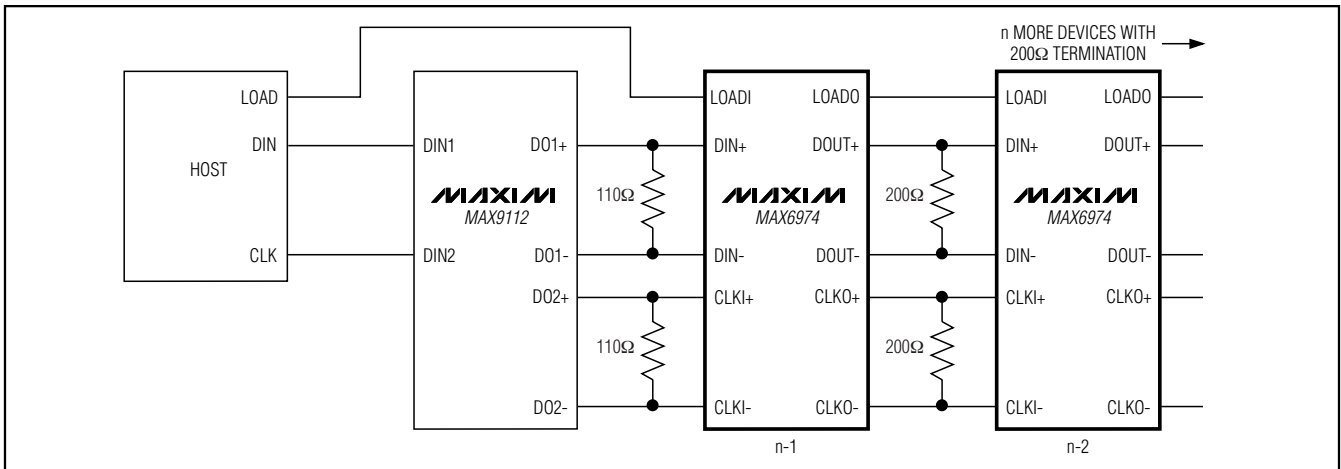 n MORE DEVICES WITH
200Ω TERMINATION
HOST
LOAD
DIN
CLK
DIN1
DIN2
DO1+
DO1-
DO2+
DO2-
MAXIM
MAX9112
110Ω
110Ω
LOADI
DIN+
DIN-
CLKI+
CLKI-
LOADO
DOUT+
DOUT-
CLKO+
CLKO-
MAXIM
MAX6974
n-1
200Ω
200Ω
LOADI
DIN+
DIN-
CLKI+
CLKI-
LOADO
DOUT+
DOUT-
CLKO+
CLKO-
MAXIM
MAX6974
n-2